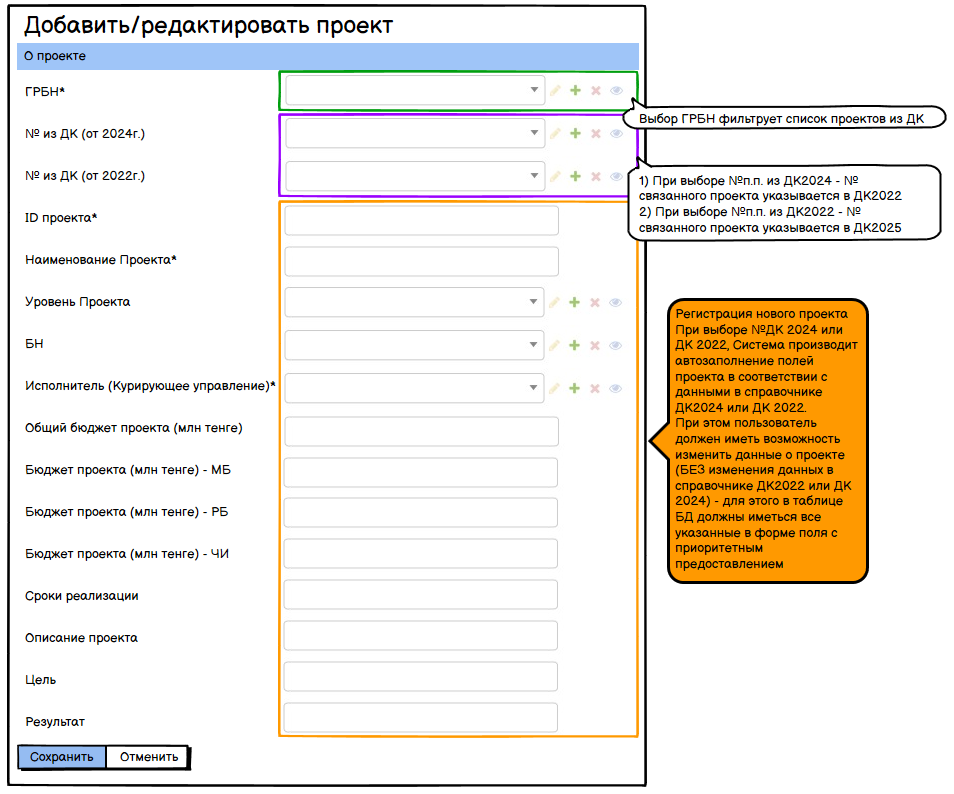 Добавить/редактировать проект
О проекте
ГРБН*
Выбор ГРБН фильтрует список проектов из ДК
№ из ДК (от 2024г.)
№ из ДК (от 2022г.)
1) При выборе №п.п. из ДК2024 - №
связанного проекта указывается в ДК2022
2) При выборе №п.п. из ДК2022 - №
связанного проекта указывается в ДК2025
ID проекта*
Наименование Проекта*
Уровень Проекта
БН
Исполнитель (Курирующее управление)*
Общий бюджет проекта (млн тенге)
Бюджет проекта (млн тенге) - МБ
Бюджет проекта (млн тенге) - РБ
Бюджет проекта (млн тенге) - ЧИ
Сроки реализации
Описание проекта
Цель
Результат
Регистрация нового проекта
При выборе №ДК 2024 или
ДК 2022, Система производит
автозаполнение полей
проекта в соответствии с
данными в справочнике
ДК2024 или ДК 2022.
При этом пользователь
должен иметь возможность
изменить данные о проекте
(БЕЗ изменения данных в
справочнике ДК2022 или ДК
2024) - для этого в таблице
БД должны иметься все
указанные в форме поля с
приоритетным
предоставлением
Сохранить
Отменить